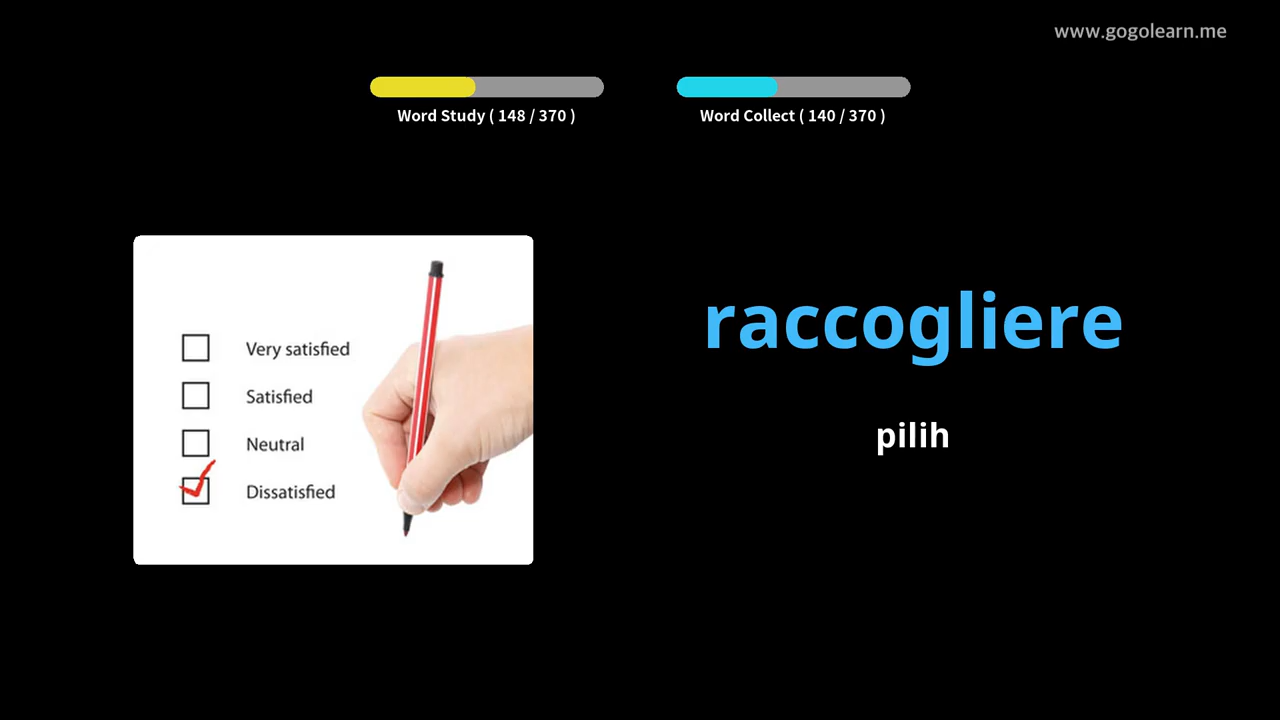 www.gogolearn.me
Word Study ( 148 / 370 )
Word Collect ( 140 / 370 )
Very satisfied
Satisfied
Neutral
Dissatisfied
raccogliere
pilih